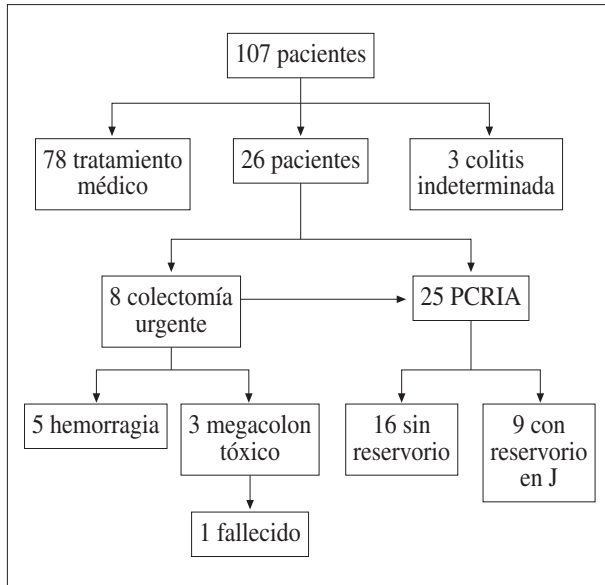 107 pacientes
78 tratamiento
médico
26 pacientes
3 colitis
indeterminada
8 colectomía
urgente
25 PCRIA
5 hemorragia
3 megacolon
tóxico
16 sin
reservorio
9 con
reservorio
en J
1 fallecido